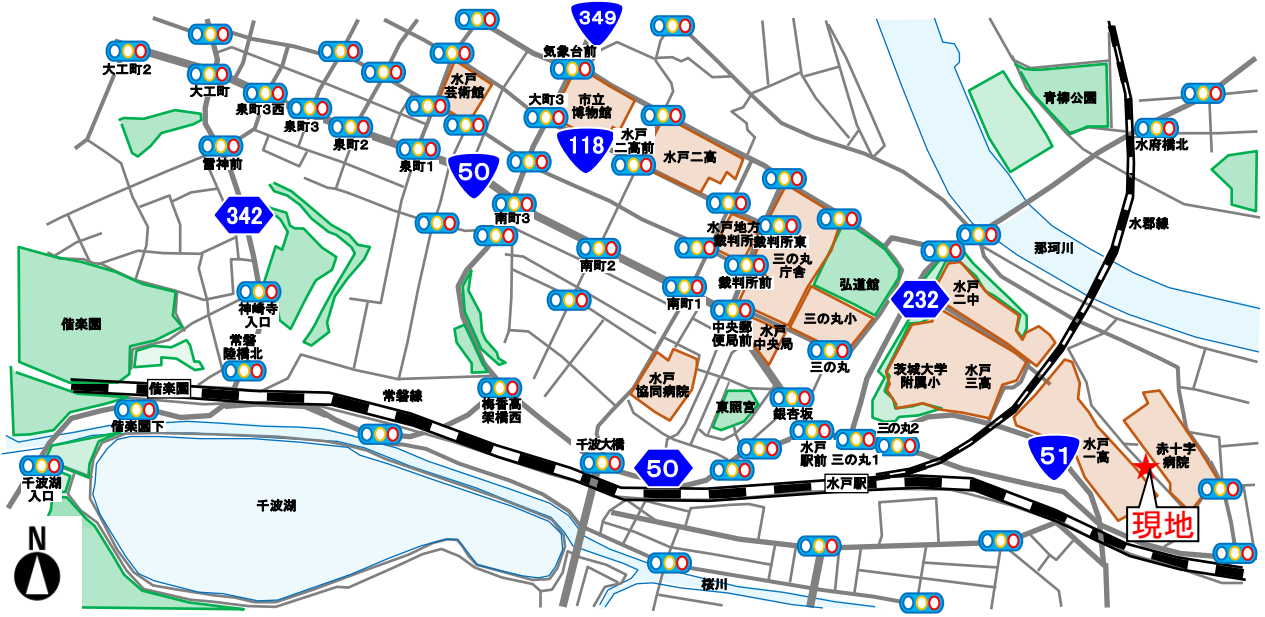 349
気象台前
大工町2
大工町
泉町3西
泉町3
泉町2
泉町1
水戸
芸術館
大町3
市立
博物館
118
水戸
二高前
水戸二高
青柳公園
水府橋北
雷神前
50
南町3
342
水戸地方
裁判所
裁判所東
三の丸
庁舎
裁判所前
弘道館
232
水戸
二中
那珂川
水郡線
南町2
南町1
偕楽園
神崎寺
入口
常磐
陸橋北
中央郵
便局前
水戸
中央局
三の丸小
三の丸
茨城大学
附属小
水戸
三高
水戸
協同病院
東照宮
銀杏坂
偕楽園
常磐線
梅香高
架橋西
偕楽園下
千波大橋
水戸
駅前
三の丸1
三の丸2
50
水戸駅
51
水戸
一高
赤十字
病院
現地
千波湖
入口
千波湖
桜川
N